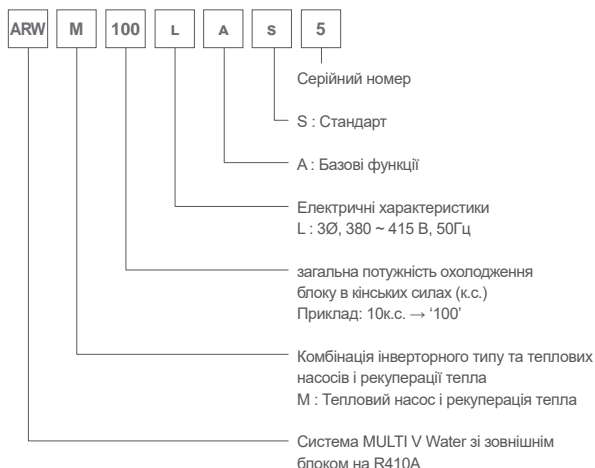 ARW M 100 L A S 5
Серійний номер
S : Стандарт
A : Базові функції
Електричні характеристики
L : 3Ø, 380 ~ 415 В, 50Гц
загальна потужність охолодження
блоку в кінських силах (к.с.)
Приклад: 10к.с. → ‘100’
Комбінація інверторного типу та теплових
насосів і рекуперації тепла
M : Тепловий насос і рекуперація тепла
Система MULTI V Water зі зовнішнім
блоком на R410A